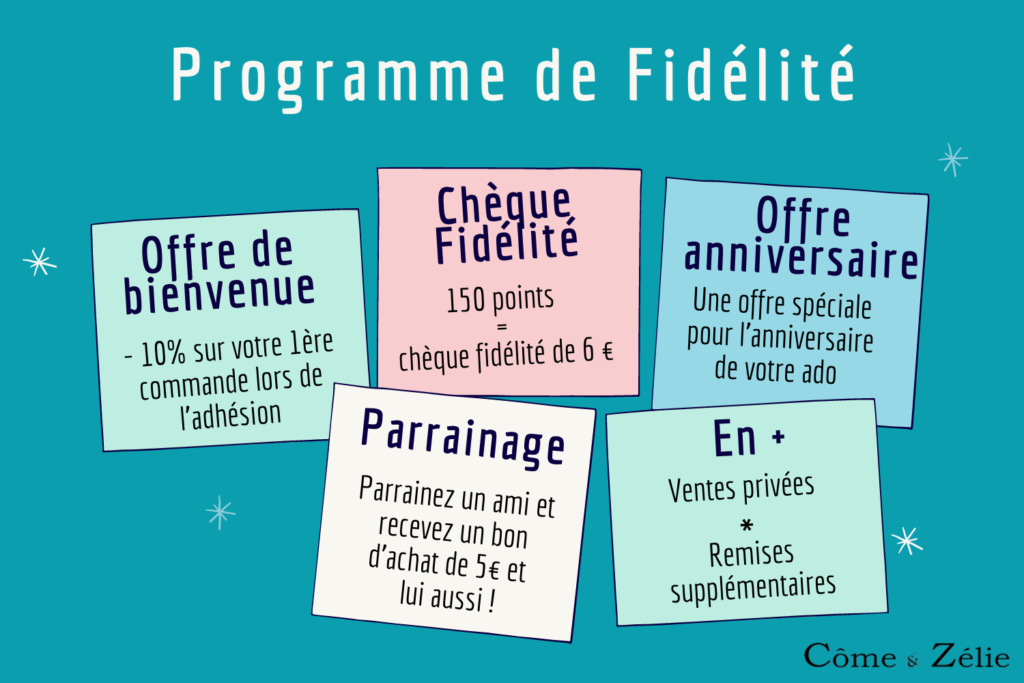 Programme de Fidélité
Offre de
bienvenue
- 10% sur votre 1ère
commande lors de
l'adhésion
Chèque
Fidélité
150 points
=
chèque fidélité de 6 €
Offre
anniversaire
Une offre spéciale
pour l'anniversaire
de votre ado
Parrainage
Parrainez un ami et
recevez un bon
d'achat de 5€ et
lui aussi !
En +
Ventes privées
*
Remises
supplémentaires
Côme & Zélie